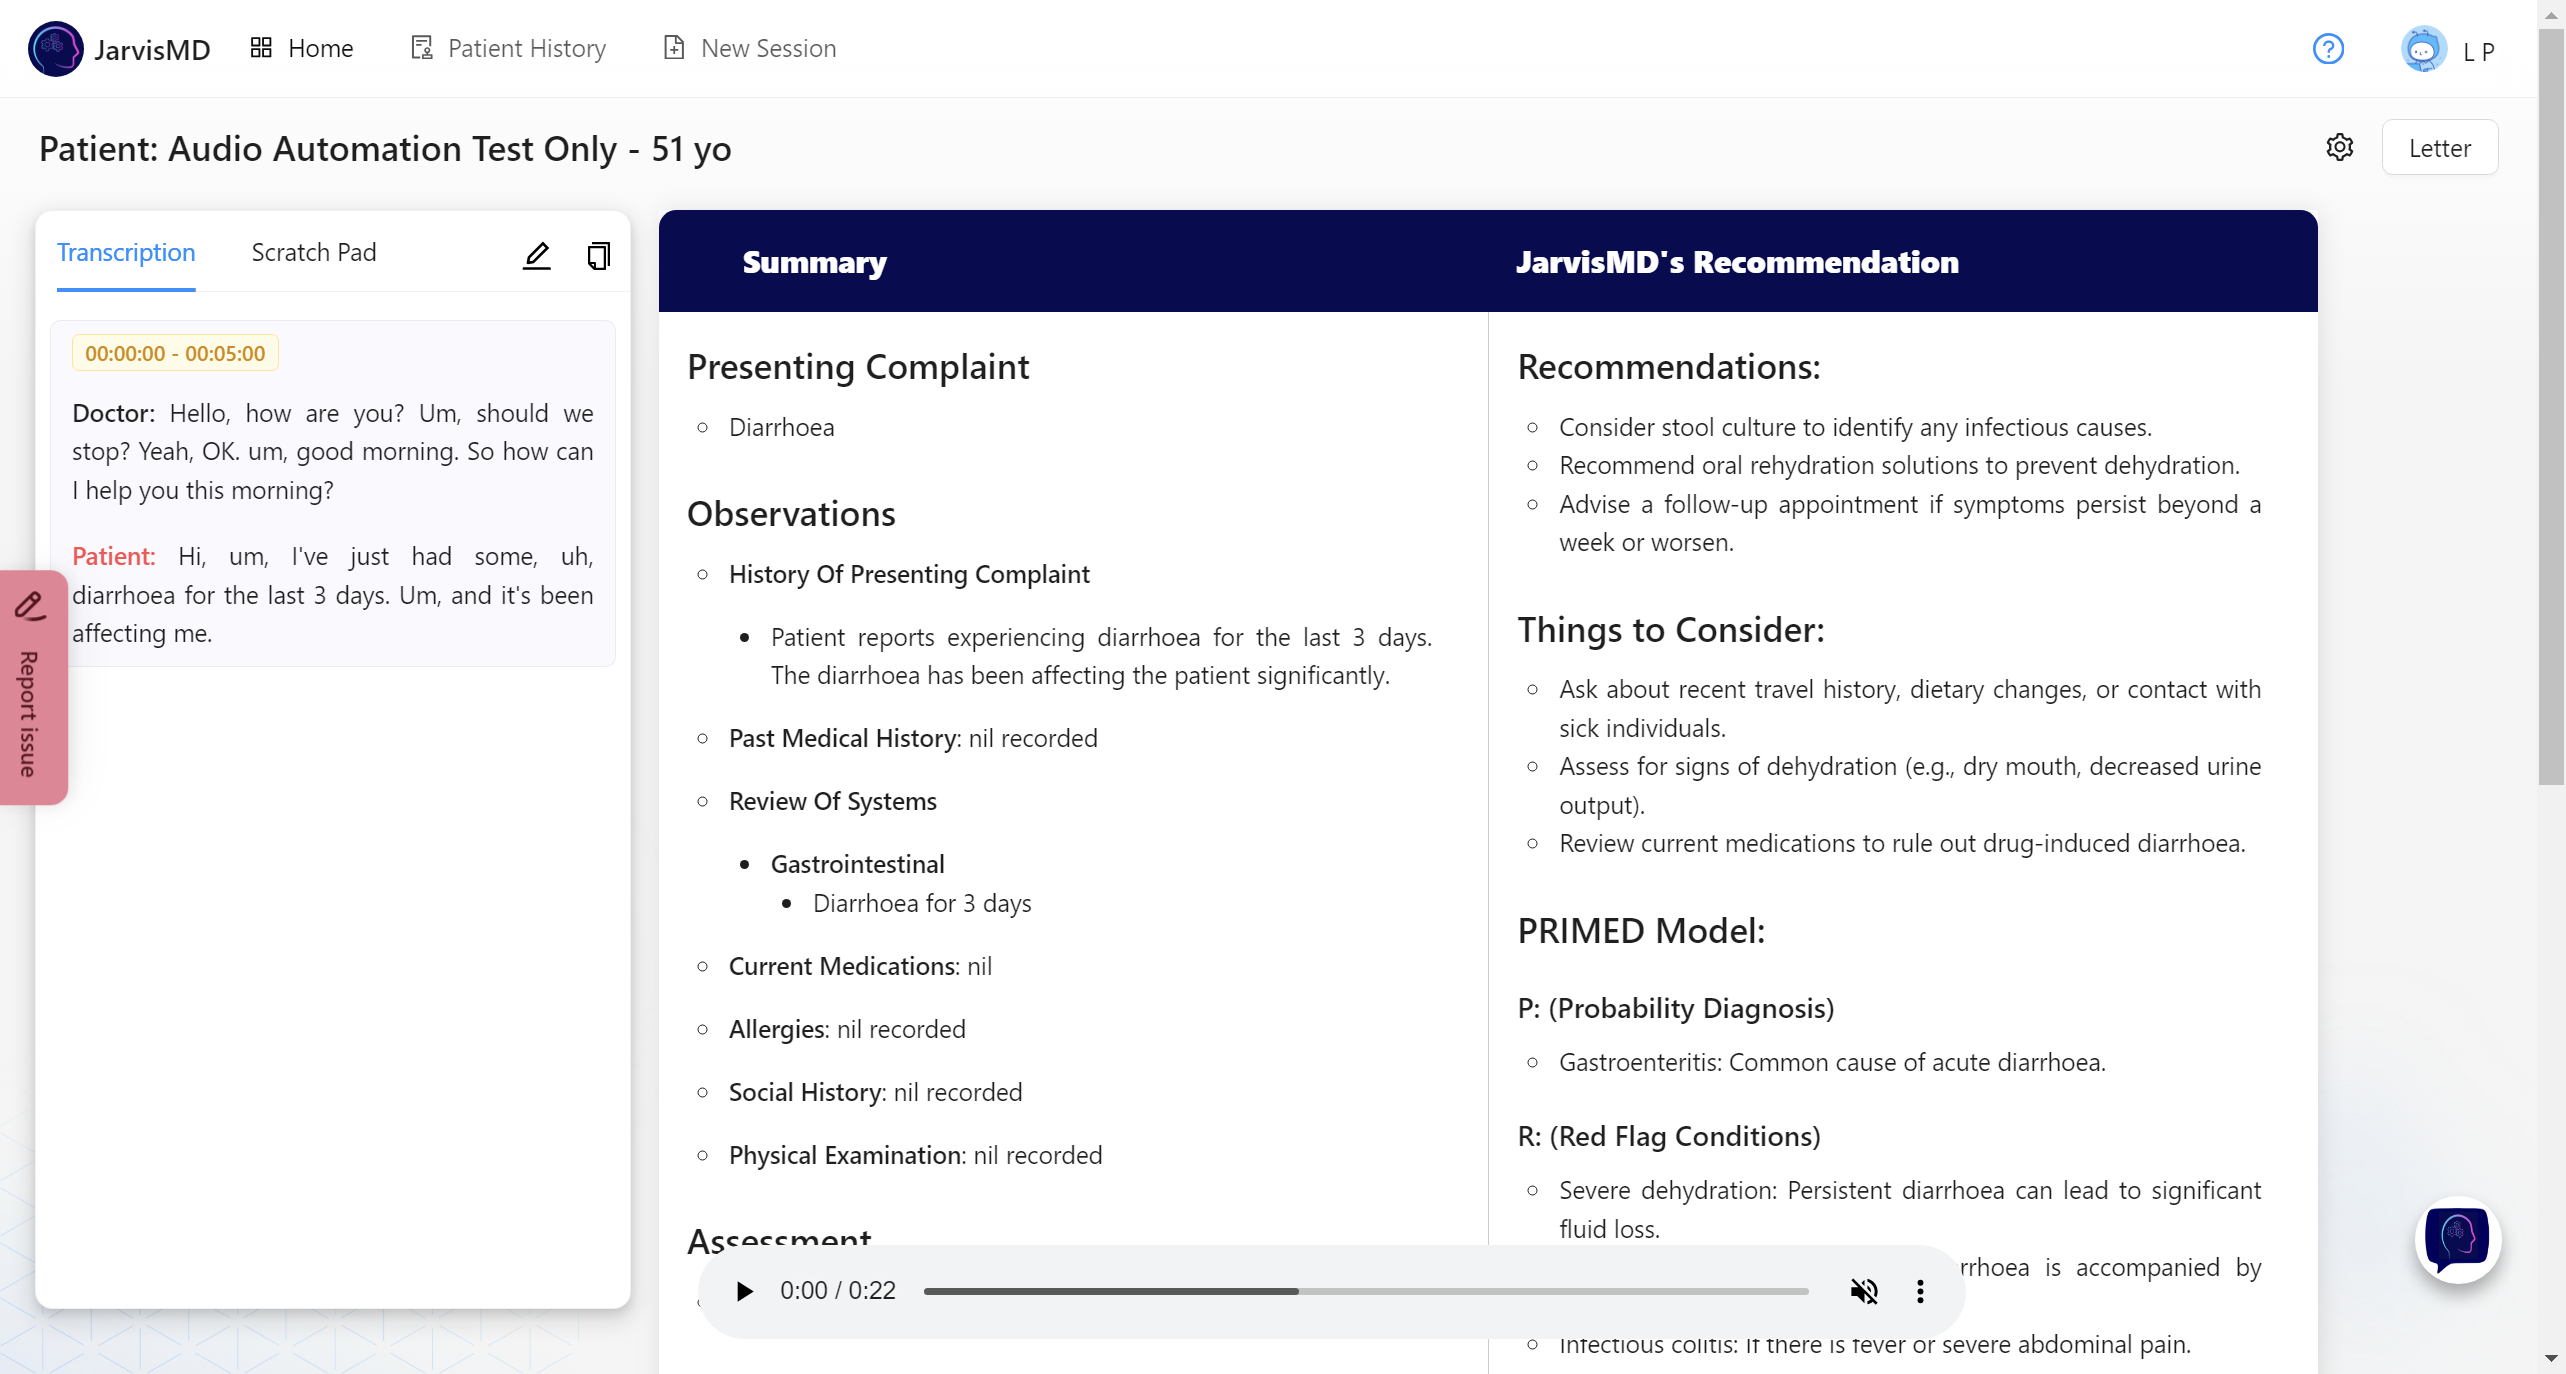 JarvisMD Home Patient History New Session ? L P
Patient: Audio Automation Test Only - 51 yo
Letter
Transcription Scratch Pad
00:00:00 - 00:05:00
Doctor: Hello, how are you? Um, should we
stop? Yeah, OK. um, good morning. So how can
I help you this morning?
Patient: Hi, um, I've just had some, uh,
diarrhoea for the last 3 days. Um, and it's been
affecting me.
Report issue
Summary
Presenting Complaint
Diarrhoea
Observations
History Of Presenting Complaint
Patient reports experiencing diarrhoea for the last 3 days.
The diarrhoea has been affecting the patient significantly.
Past Medical History: nil recorded
Review Of Systems
Gastrointestinal
Diarrhoea for 3 days
Current Medications: nil
Allergies: nil recorded
Social History: nil recorded
Physical Examination: nil recorded
Assessment
0:00 / 0:22
JarvisMD's Recommendation
Recommendations:
Consider stool culture to identify any infectious causes.
Recommend oral rehydration solutions to prevent dehydration.
Advise a follow-up appointment if symptoms persist beyond a
week or worsen.
Things to Consider:
Ask about recent travel history, dietary changes, or contact with
sick individuals.
Assess for signs of dehydration (e.g., dry mouth, decreased urine
output).
Review current medications to rule out drug-induced diarrhoea.
PRIMED Model:
P: (Probability Diagnosis)
Gastroenteritis: Common cause of acute diarrhoea.
R: (Red Flag Conditions)
Severe dehydration: Persistent diarrhoea can lead to significant
fluid loss.
is accompanied by
Infectious colitis: If there is fever or severe abdominal pain.